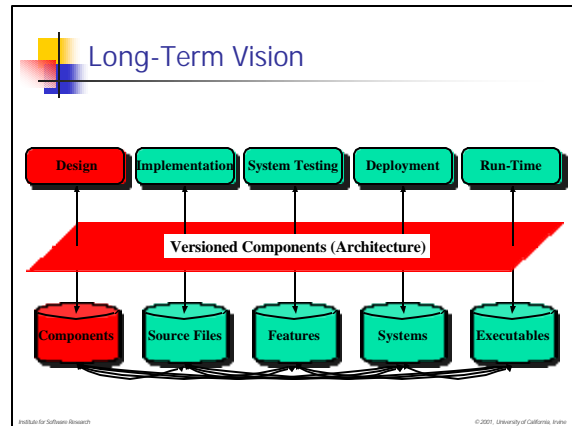 Long-Term Vision
Design Implementation System Testing Deployment Run-Time
Versioned Components (Architecture)
Components Source Files Features Systems Executables
Institute for Software Research © 2001, University of California, Irvine